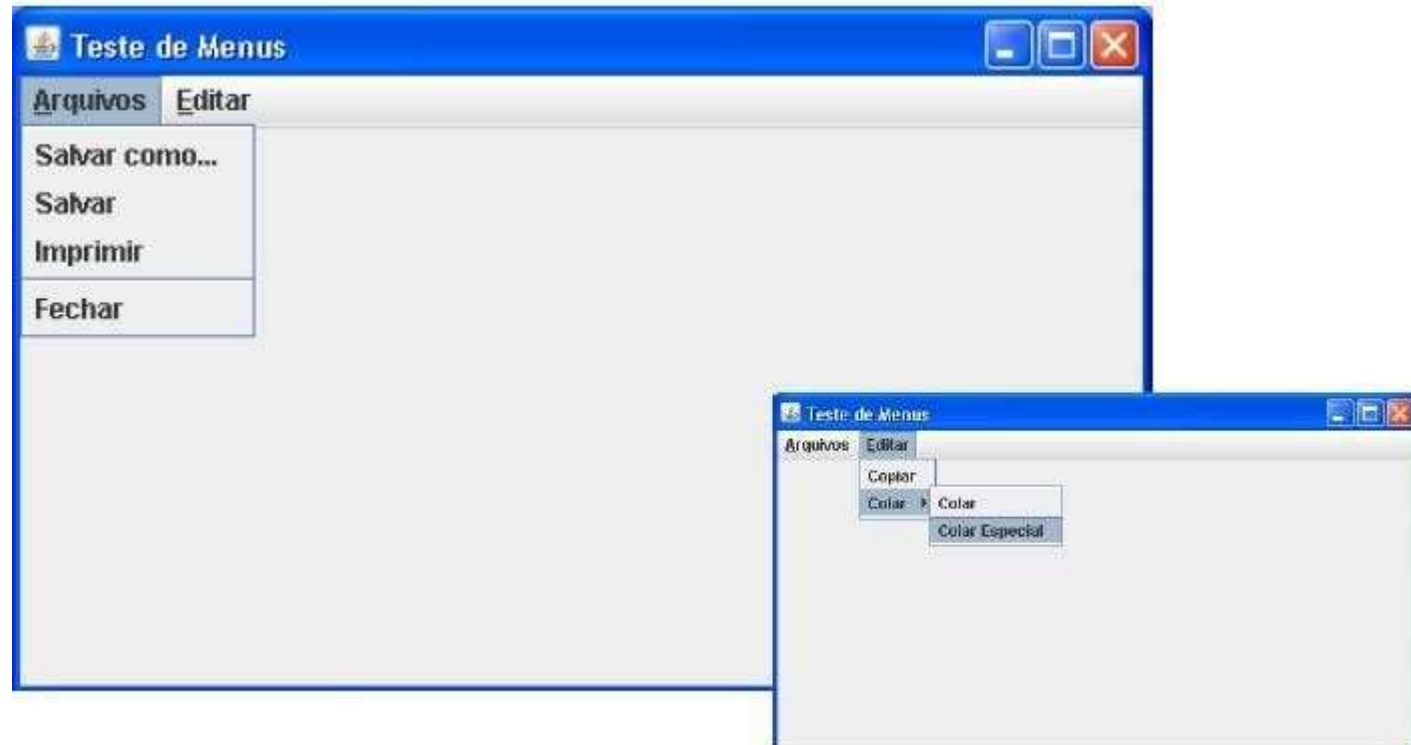 Teste de Menus
Arquivos Editar
Salvar como...
Salvar
Imprimir
Fechar
Teste de Menus
Arquivos Editar
Copiar
Colar Colar
Colar Especial